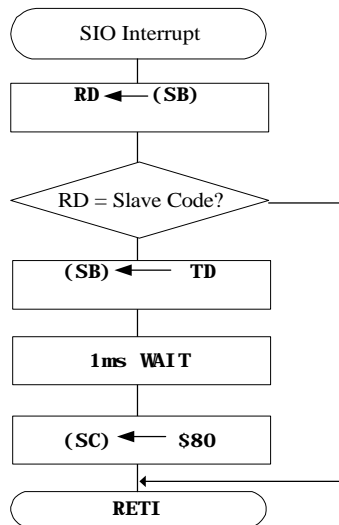 SIO Interrupt
RD (SB)
RD = Slave Code?
(SB) TD
1ms WAIT
(SC) $80
RETI